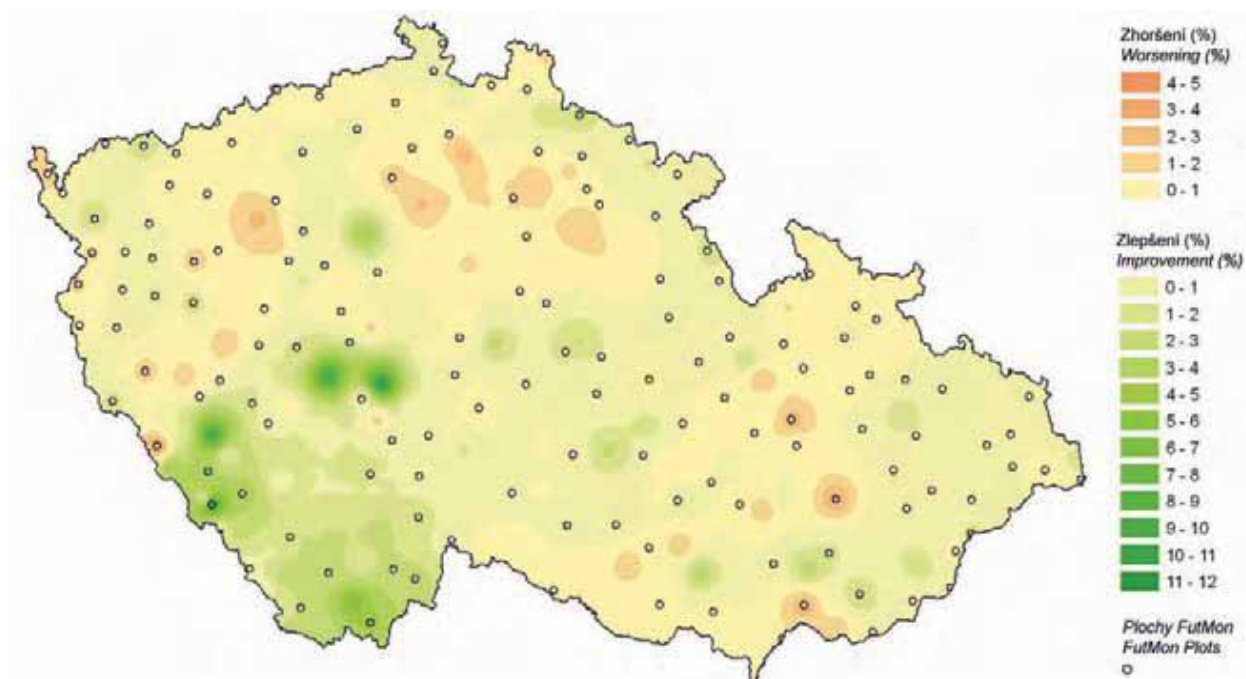 Zhoršení (%)
Worsening (%)
4 - 5
3 - 4
2 - 3
1 - 2
0 - 1
Zlepšení (%)
Improvement (%)
0 - 1
1 - 2
2 - 3
3 - 4
4 - 5
5 - 6
6 - 7
7 - 8
8 - 9
9 - 10
10 - 11
11 - 12
Plochy FutMon
FutMon Plots